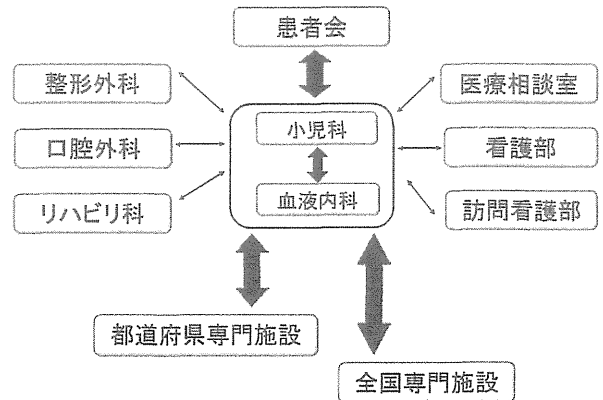 患者会
整形外科
医療相談室
小児科
口腔外科
看護部
血液内科
リハビリ科
訪問看護部
都道府県専門施設
全国専門施設